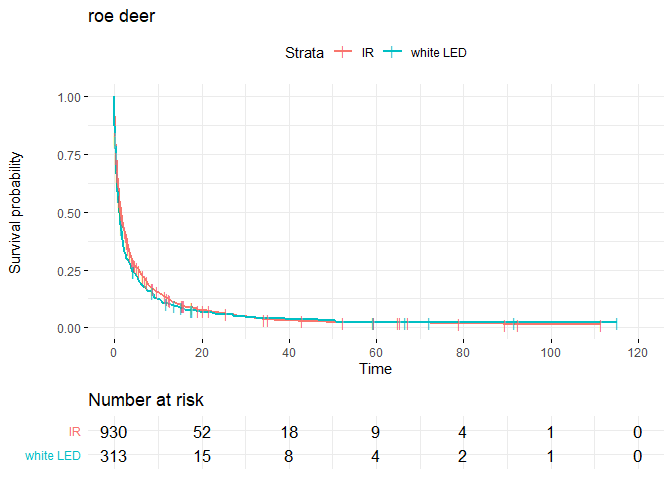 roe deer
Strata IR white LED
Survival probability
1.00
0.75
0.50
0.25
0.00
0 20 40 60 80 100 120
Time
Number at risk
IR 930 52 18 9 4 1 0
white LED 313 15 8 4 2 1 0